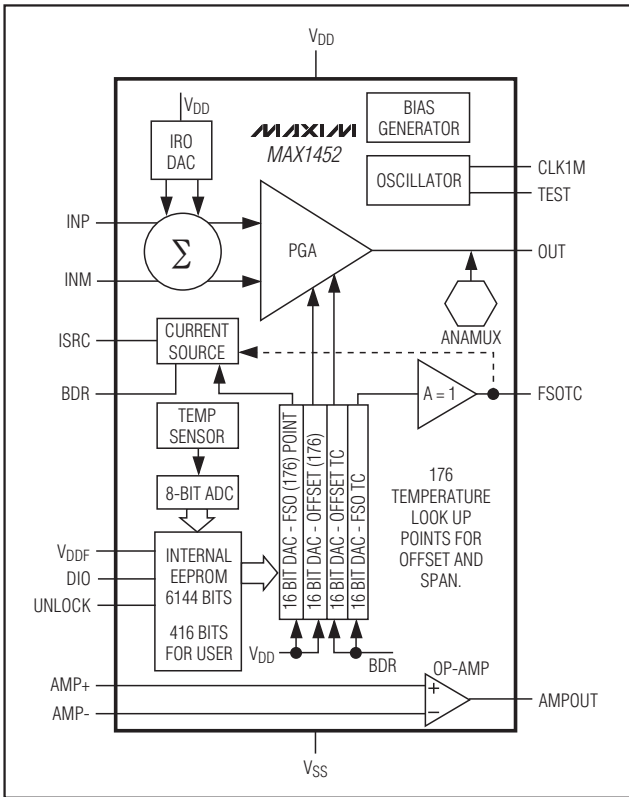 VDD
VDD
IRO
DAC
MAXIM
MAX1452
BIAS
GENERATOR
OSCILLATOR
CLK1M
TEST
INP
INM
Σ
PGA
OUT
ANAMUX
ISRC
BDR
CURRENT
SOURCE
A = 1
FSOTC
TEMP
SENSOR
8-BIT ADC
VDDF
DIO
UNLOCK
INTERNAL
EEPROM
6144 BITS
416 BITS
FOR USER
16 BIT DAC - FSO (176) POINT
16 BIT DAC - OFFSET (176)
16 BIT DAC - OFFSET TC
16 BIT DAC - FSO TC
176
TEMPERATURE
LOOK UP
POINTS FOR
OFFSET AND
SPAN.
VDD
BDR
OP-AMP
AMP+
AMP-
+
−
AMPOUT
VSS